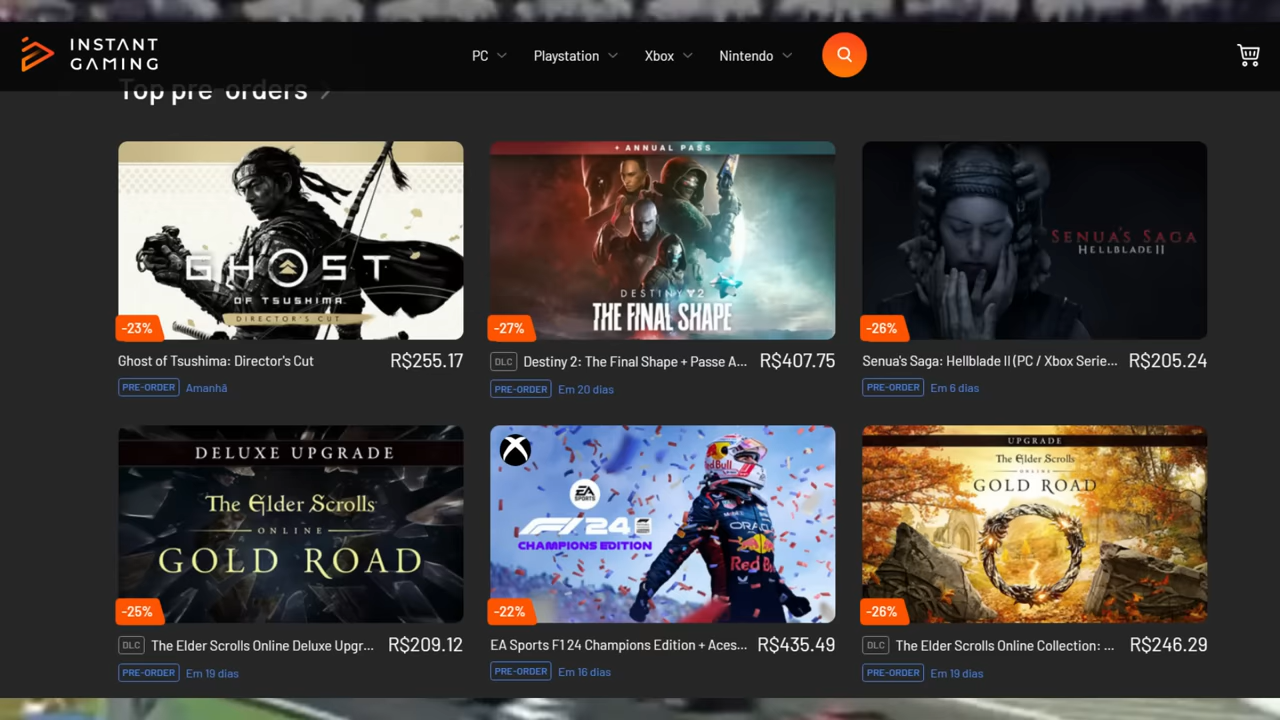 INSTANT
GAMING
PC
Playstation
Xbox
Nintendo
Top pre-orders
GHOST
OF TSUSHIMA
DIRECTOR'S CUT
-23%
Ghost of Tsushima: Director's Cut
R$255.17
PRE-ORDER
Amanhã
+ ANNUAL PASS
DESTINY 2
THE FINAL SHAPE
-27%
DLC
Destiny 2: The Final Shape + Passe A...
R$407.75
PRE-ORDER
Em 20 dias
SENUA'S SAGA
HELLBLADE II
-26%
Senua's Saga: Hellblade II (PC / Xbox Serie...
R$205.24
PRE-ORDER
Em 6 dias
DELUXE UPGRADE
The Elder Scrolls
ONLINE
GOLD ROAD
-25%
DLC
The Elder Scrolls Online Deluxe Upgr...
R$209.12
PRE-ORDER
Em 19 dias
EA
SPORTS
F1 24
CHAMPIONS EDITION
Red Bull
ORACLE
Red Bull
-22%
EA Sports F1 24 Champions Edition + Aces...
R$435.49
PRE-ORDER
Em 16 dias
UPGRADE
The Elder Scrolls
ONLINE
GOLD ROAD
-26%
DLC
The Elder Scrolls Online Collection: ...
R$246.29
PRE-ORDER
Em 19 dias